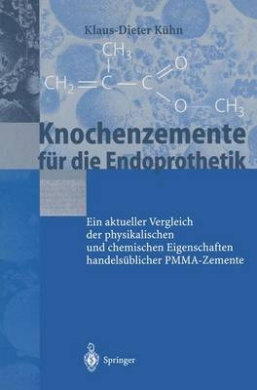 Klaus-Dieter Kühn
CH₃
H₂C=C-C=O
O-CH₃
Knochenzemente
für die Endoprothetik
Ein aktueller Vergleich
der physikalischen
und chemischen Eigenschaften
handelsüblicher PMMA-Zemente
Springer